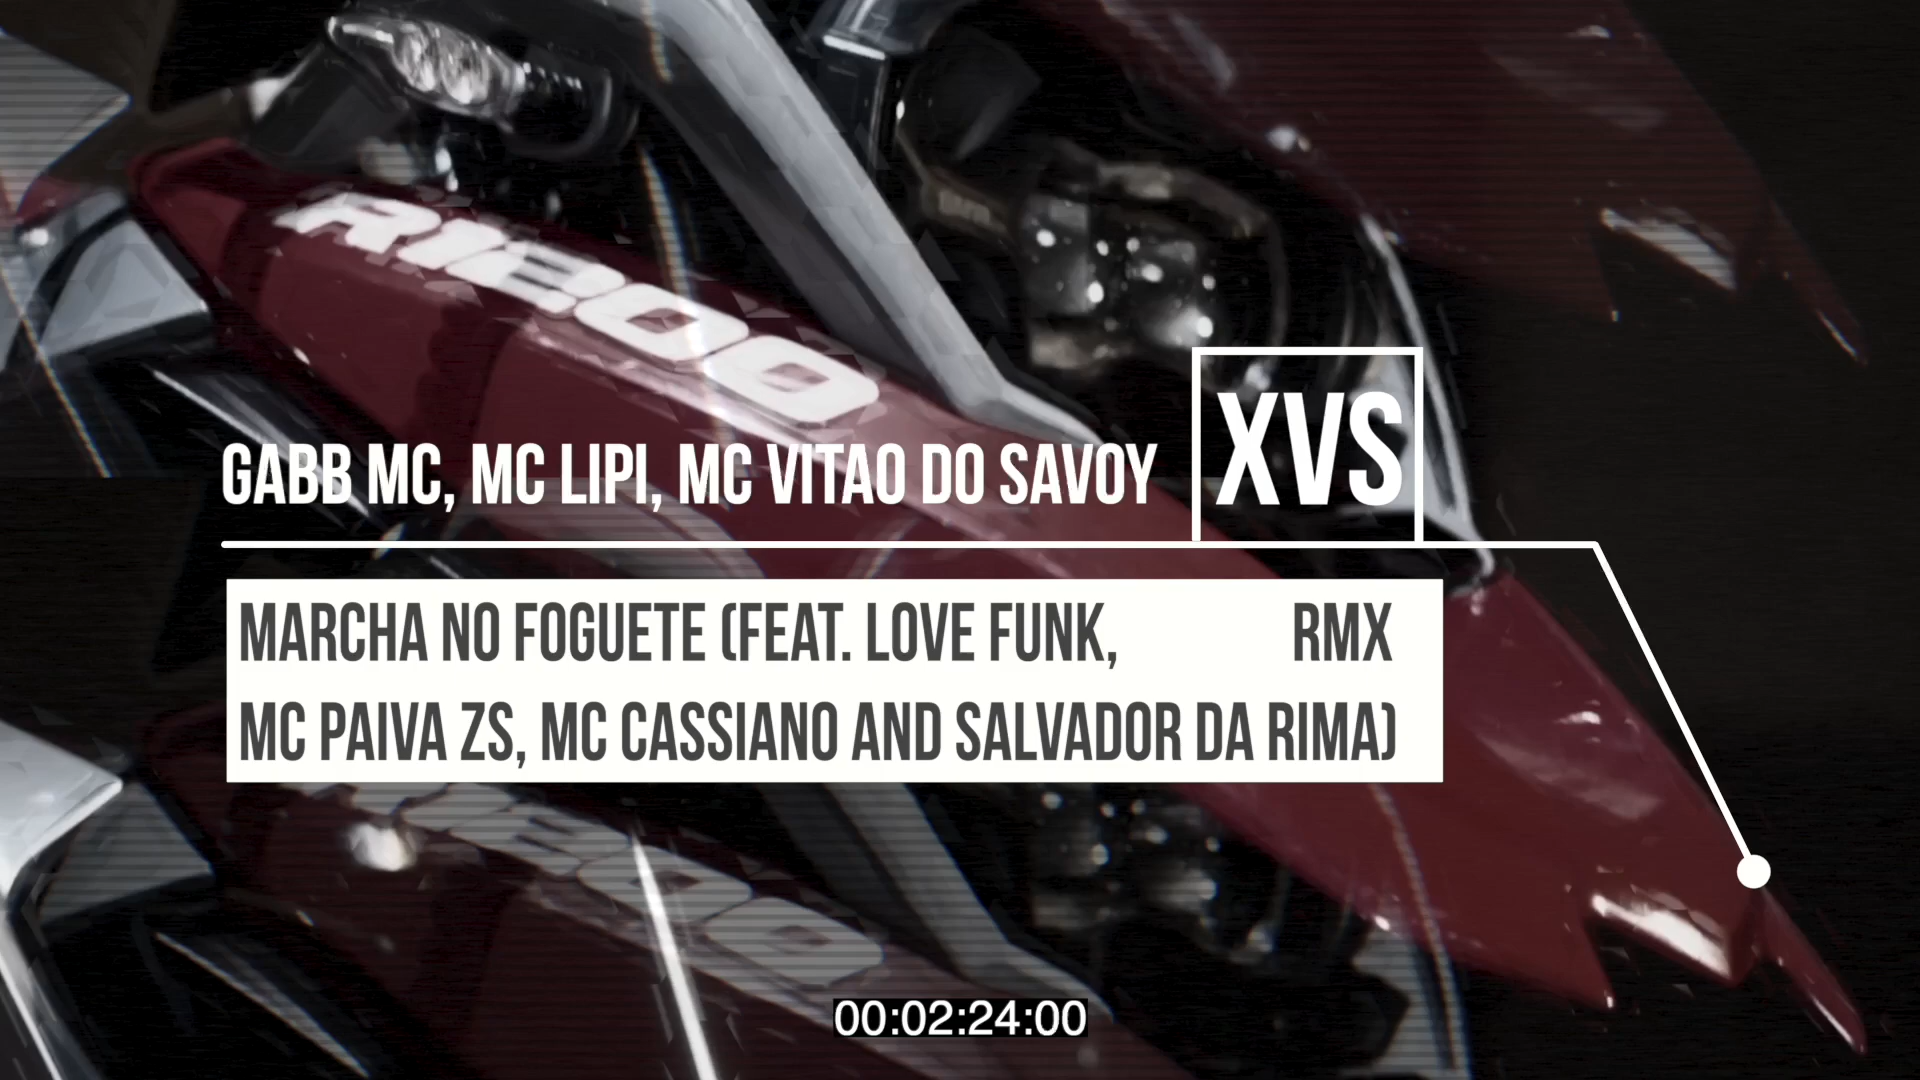 R1200
XVS
GABB MC, MC LIPI, MC VITAO DO SAVOY
MARCHA NO FOGUETE (FEAT. LOVE FUNK, RMX
MC PAIVA ZS, MC CASSIANO AND SALVADOR DA RIMA)
00:02:24:00